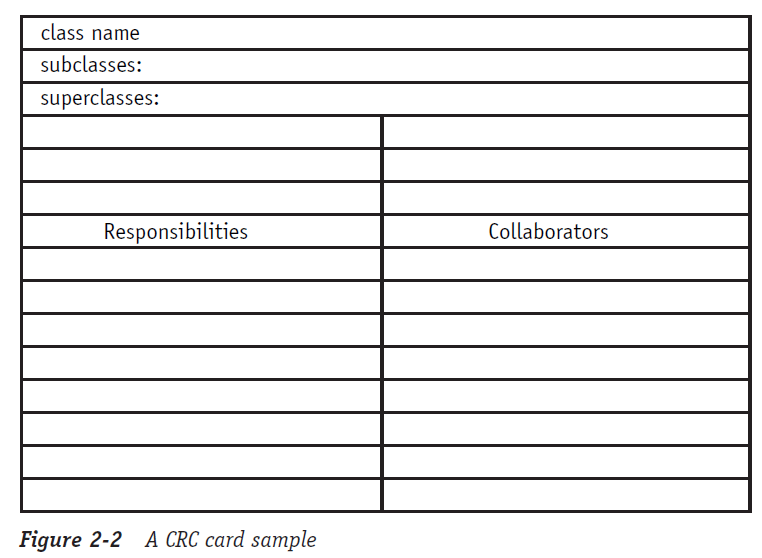 class name
subclasses:
superclasses:
Responsibilities
Collaborators
Figure 2-2 A CRC card sample